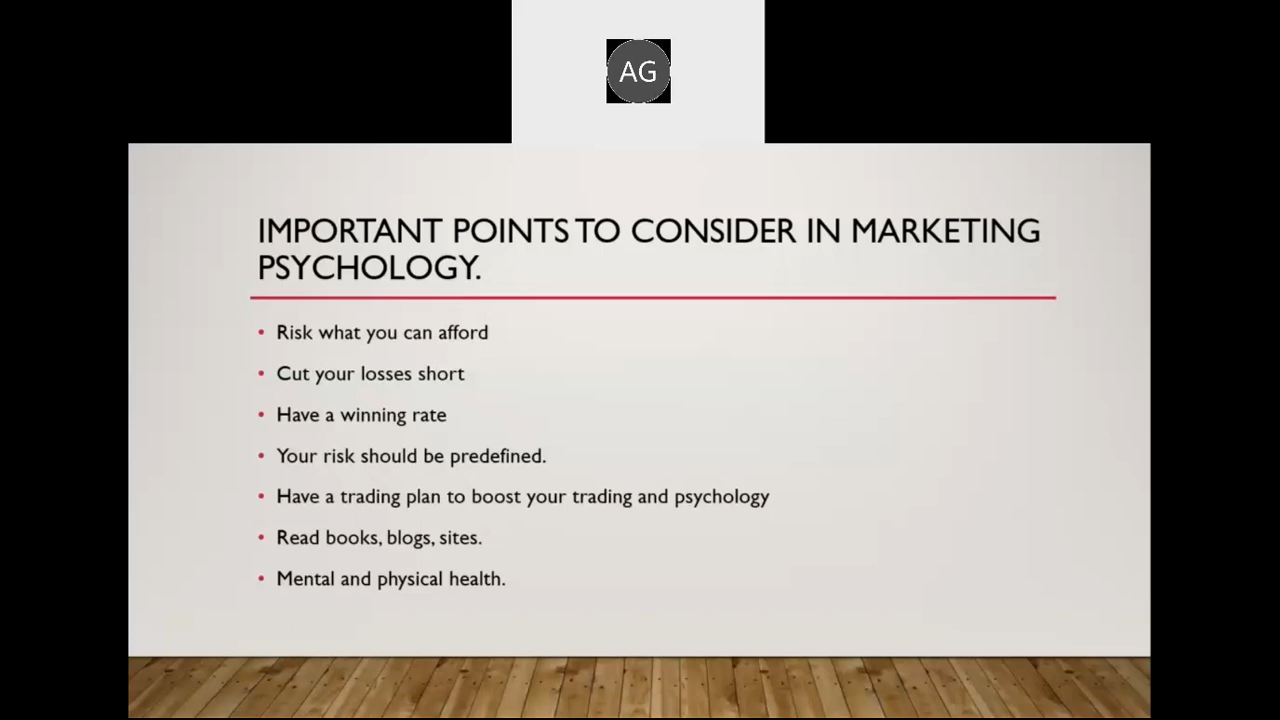 AG
IMPORTANT POINTS TO CONSIDER IN MARKETING
PSYCHOLOGY.
• Risk what you can afford
• Cut your losses short
• Have a winning rate
• Your risk should be predefined.
• Have a trading plan to boost your trading and psychology
• Read books, blogs, sites.
• Mental and physical health.